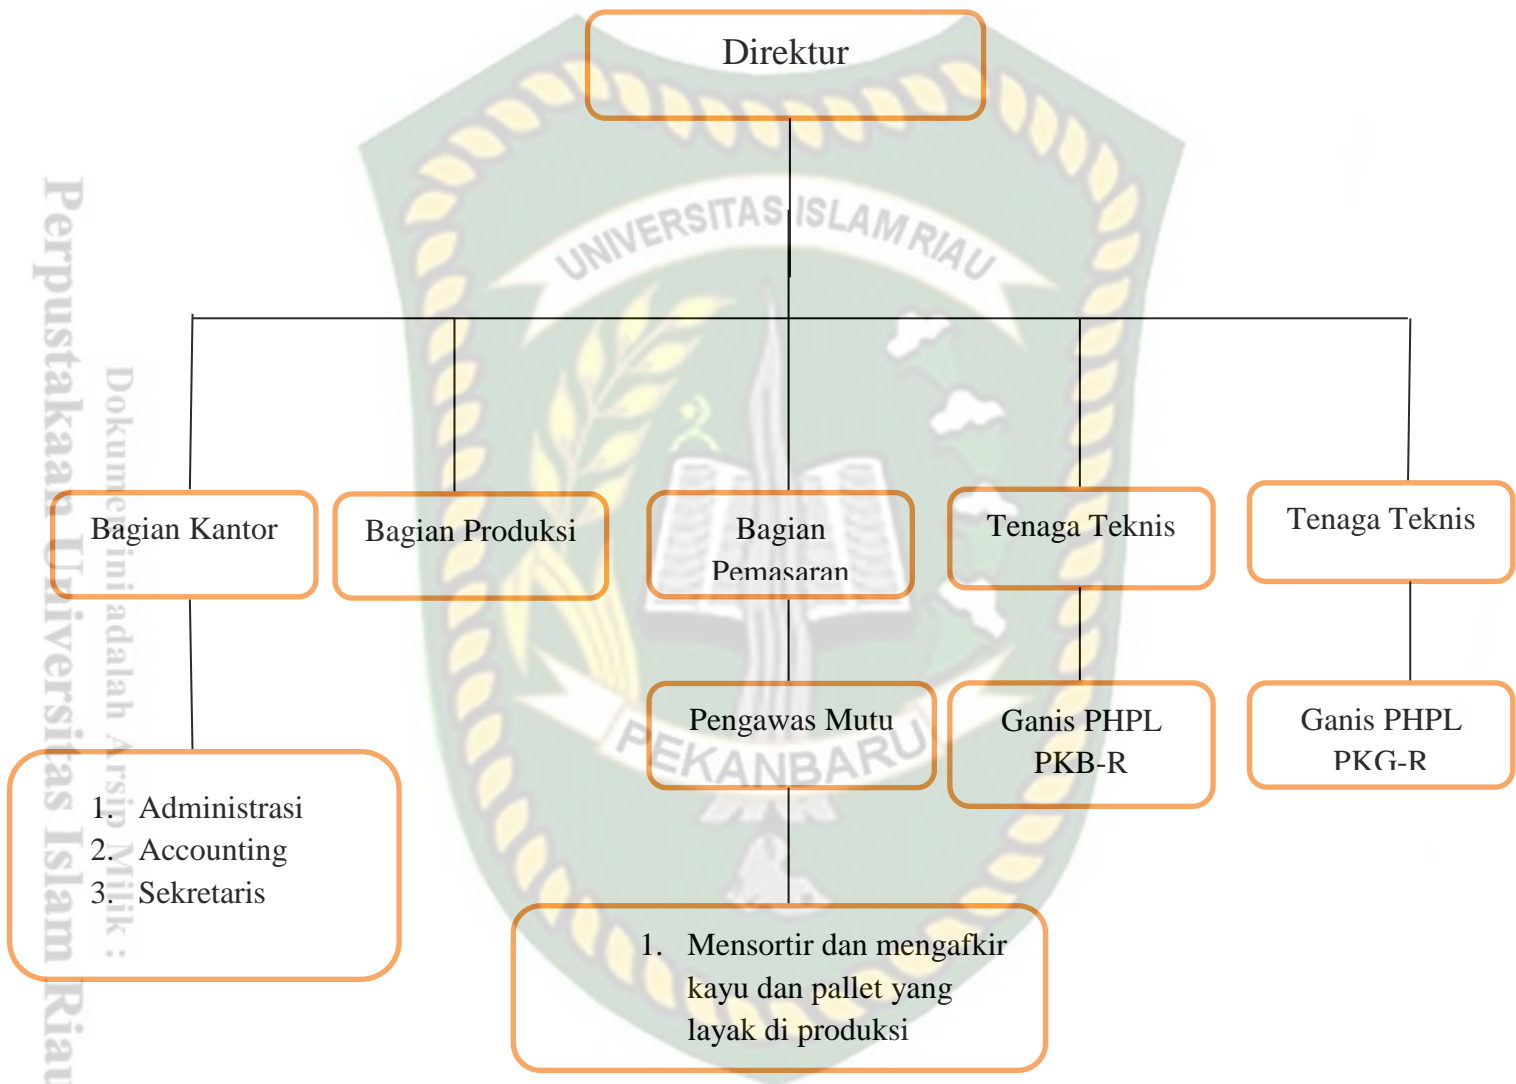 Direktur
UNIVERSITAS ISLAM RIAU
Bagian Kantor
Bagian Produksi
Bagian
Pemasaran
Tenaga Teknis
Tenaga Teknis
Pengawas Mutu
Ganis PHPL
PKB-R
Ganis PHPL
PKG-R
PEKANBARU
1. Administrasi
2. Accounting
3. Sekretaris
1. Mensortir dan mengafkir
kayu dan pallet yang
layak di produksi
Dokumen ini adalah Arsip Milik :
Perpustakaan Universitas Islam Riau